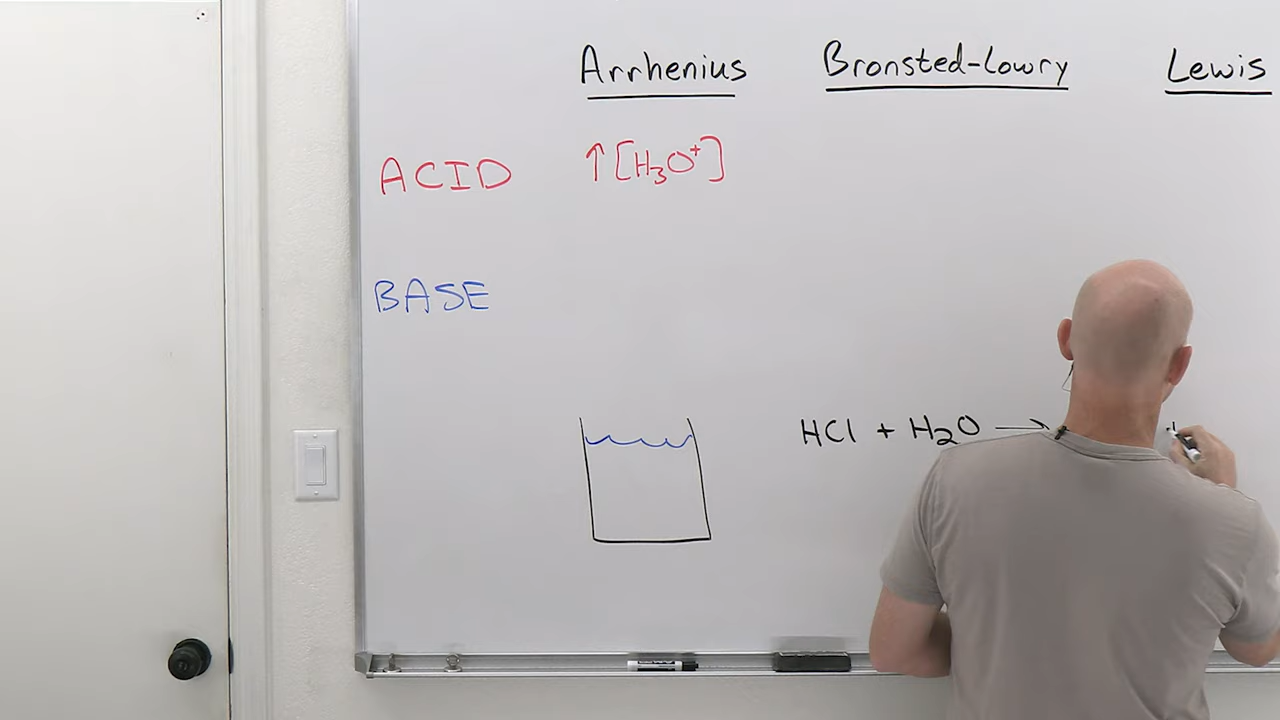 Arrhenius Bronsted-Lowry Lewis
ACID ↑[H₃O⁺]
BASE
HCl + H₂O →